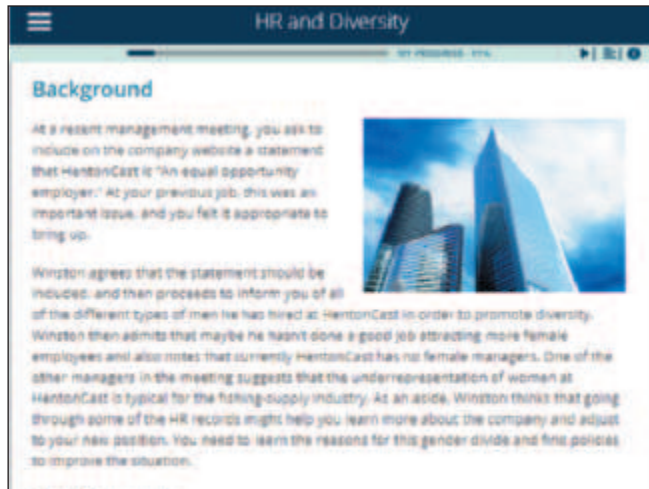 HR and Diversity
MY PROGRESS: 11%
Background
At a recent management meeting, you ask to
include on the company website a statement
that HentonCast is "An equal opportunity
employer." At your previous job, this was an
important issue, and you felt it appropriate to
bring up.
Winston agrees that the statement should be
included, and then proceeds to inform you of all
of the different types of men he has hired at HentonCast in order to promote diversity.
Winston then admits that maybe he hasn't done a good job attracting more female
employees and also notes that currently HentonCast has no female managers. One of the
other managers in the meeting suggests that the underrepresentation of women at
HentonCast is typical for the fishing-supply industry. As an aside, Winston thinks that going
through some of the HR records might help you learn more about the company and adjust
to your new position. You need to learn the reasons for this gender divide and find policies
to improve the situation.